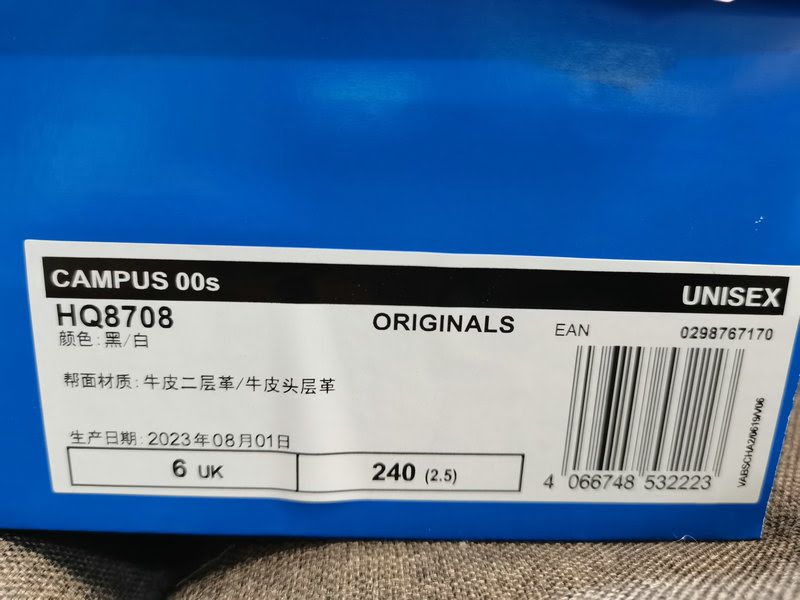 CAMPUS 00s
UNISEX
HQ8708
ORIGINALS
EAN
0298767170
颜色:黑/白
帮面材质:牛皮二层革/牛皮头层革
生产日期:2023年08月01日
6 UK
240 (2.5)
4 066748 532223